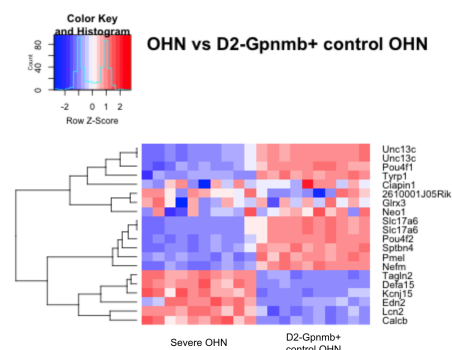 Color Key
and Histogram
OHN vs D2-Gpnmb+ control OHN
Count
0 40 80
-2 0 1 2
Row Z-Score
Unc13c
Unc13c
Pou4f1
Tyrp1
Clapin1
2610001J05Rik
Glrx3
Neo1
Slc17a6
Slc17a6
Pou4f2
Sptbn4
Pmel
Nefm
Tagln2
Defa15
Kcnj15
Edn2
Lcn2
Calcb
Severe OHN
D2-Gpnmb+
control OHN